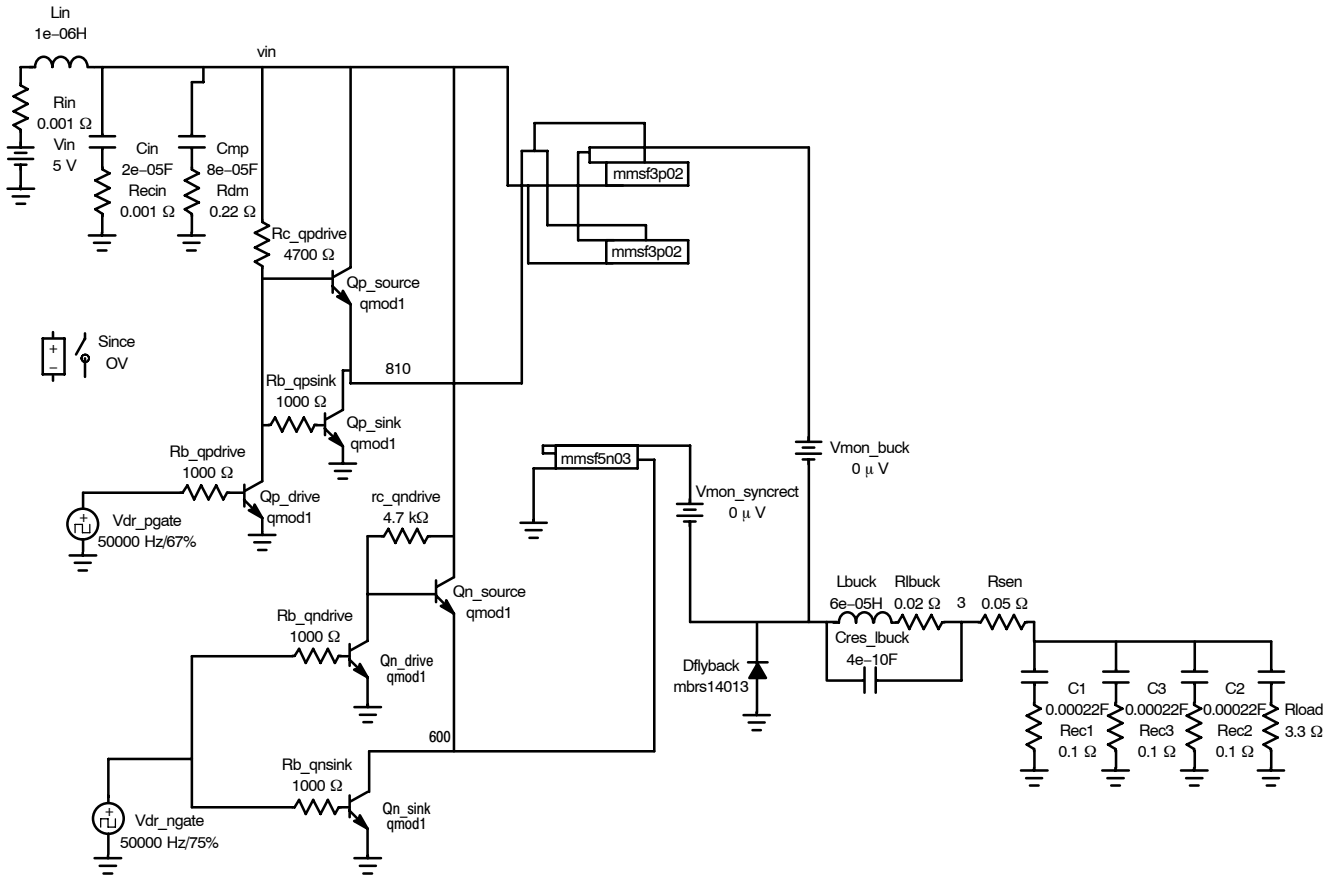 Lin
1e–06H
vin
Rin
0.001 Ω
Vin
5 V
Cin
2e–05F
Recin
0.001 Ω
Cmp
8e–05F
Rdm
0.22 Ω
mmsf3p02
mmsf3p02
Rc_qpdrive
4700 Ω
Qp_source
qmod1
+
–
Since
OV
810
Rb_qpsink
1000 Ω
Qp_sink
qmod1
Rb_qpdrive
1000 Ω
Qp_drive
qmod1
Vdr_pgate
50000 Hz/67%
+
mmsf5n03
Vmon_buck
0 μ V
Vmon_syncrect
0 μ V
rc_qndrive
4.7 kΩ
Qn_source
qmod1
Rb_qndrive
1000 Ω
Qn_drive
qmod1
Lbuck
6e–05H
Rlbuck
0.02 Ω
3
Rsen
0.05 Ω
Cres_lbuck
4e–10F
Dflyback
mbrs14013
C1
0.00022F
Rec1
0.1 Ω
C3
0.00022F
Rec3
0.1 Ω
C2
0.00022F
Rec2
0.1 Ω
Rload
3.3 Ω
600
Rb_qnsink
1000 Ω
Qn_sink
qmod1
+
Vdr_ngate
50000 Hz/75%